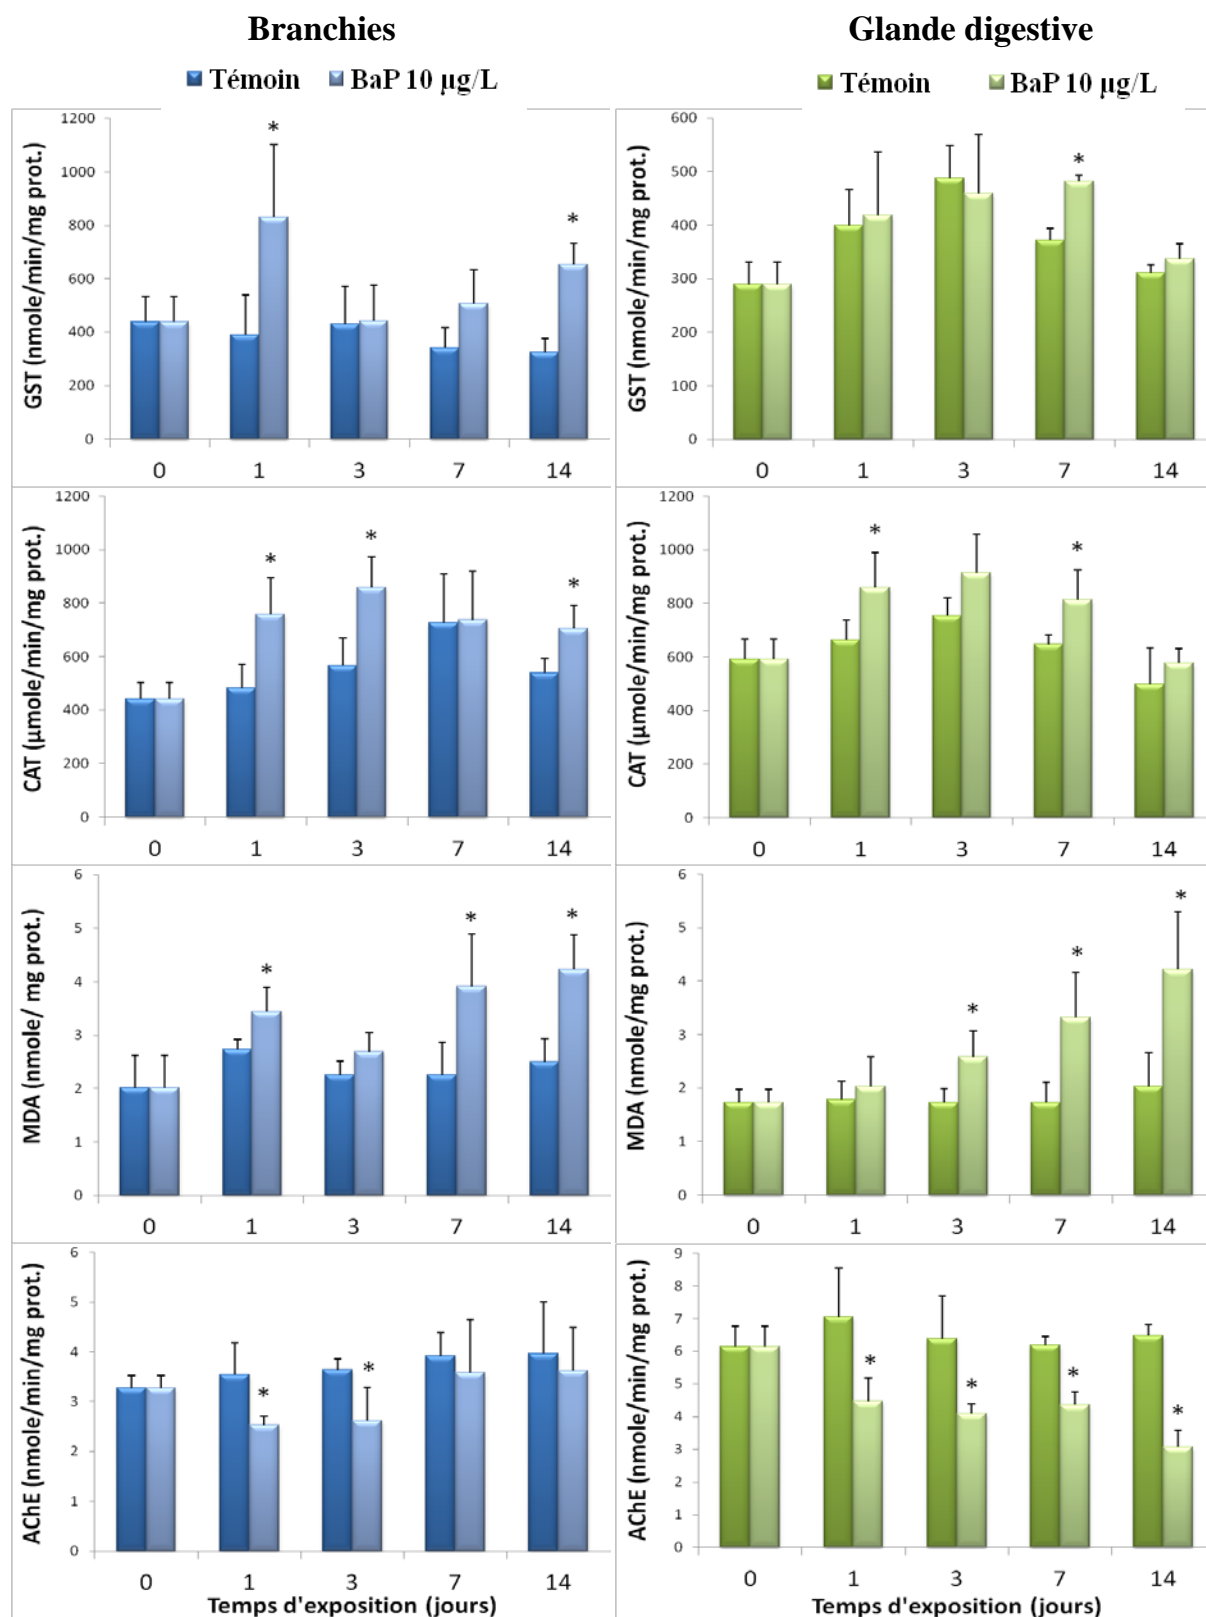 Branchies
Glande digestive
Témoin BaP 10 µg/L
Témoin BaP 10 µg/L
GST (nmole/min/mg prot.)
1200
1000
800
600
400
200
0
* *
0 1 3 7 14
GST (nmole/min/mg prot.)
600
500
400
300
200
100
0
*
0 1 3 7 14
CAT (µmole/min/mg prot.)
1200
1000
800
600
400
200
0
* * *
0 1 3 7 14
CAT (µmole/min/mg prot.)
1200
1000
800
600
400
200
0
* *
0 1 3 7 14
MDA (nmole/ mg prot.)
6
5
4
3
2
1
0
* * *
0 1 3 7 14
MDA (nmole/mg prot.)
6
5
4
3
2
1
0
* * *
0 1 3 7 14
AChE (nmole/min/mg prot.)
6
5
4
3
2
1
0
* *
0 1 3 7 14
Temps d'exposition (jours)
AChE (nmole/min/mg prot.)
9
8
7
6
5
4
3
2
1
0
* * * *
0 1 3 7 14
Temps d'exposition (jours)